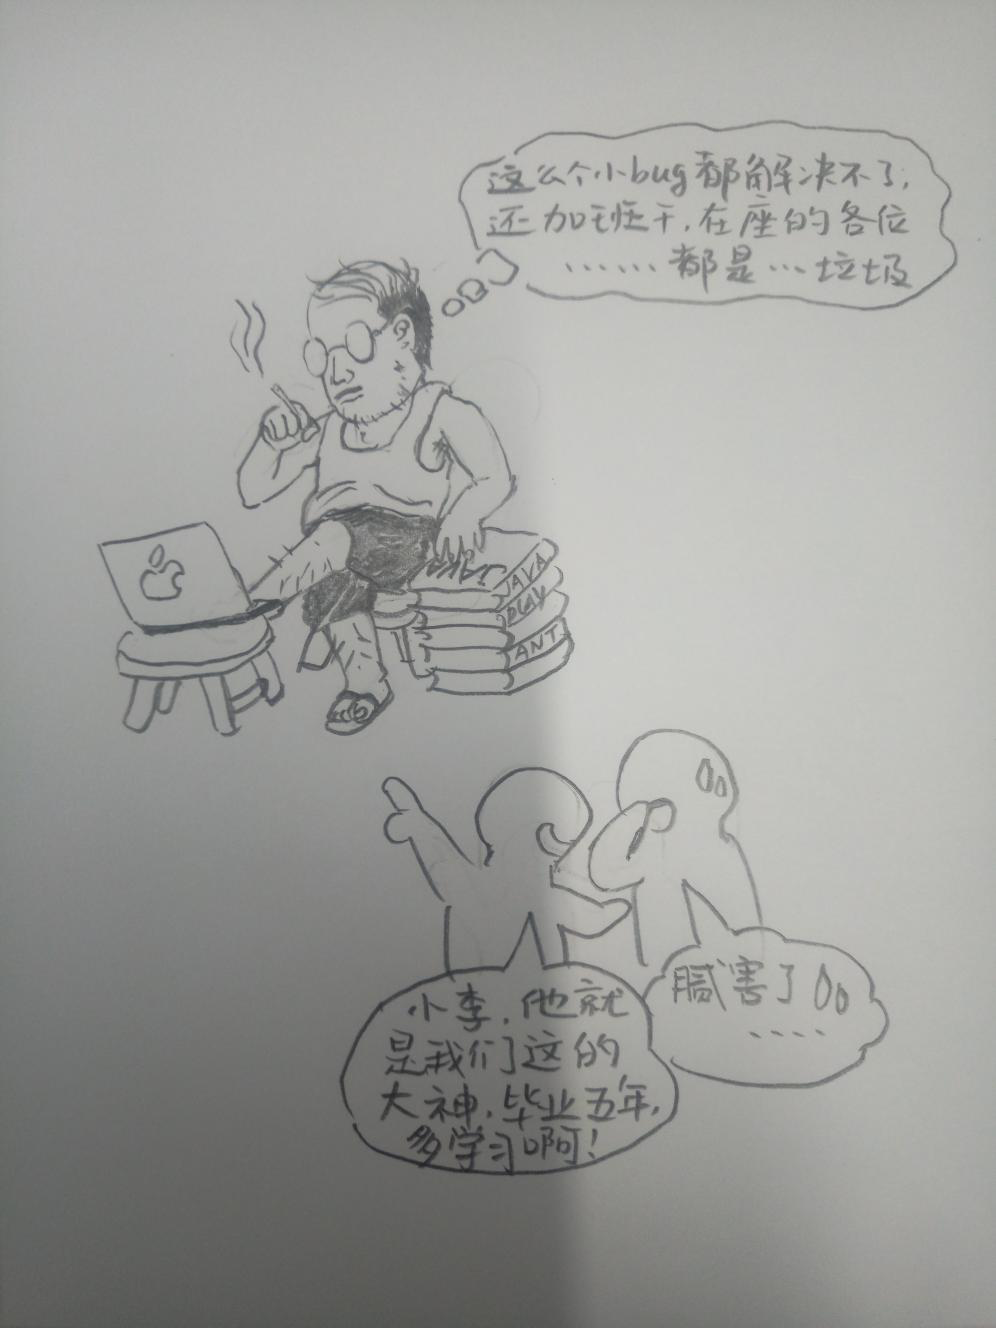 这么个小bug都解决不了,
还加班干,在座的各位
......都是...垃圾
JAVA
PLAY
ANT
小李,他就
是我们这的
大神,毕业五年,
多学习啊!
腻害了
....